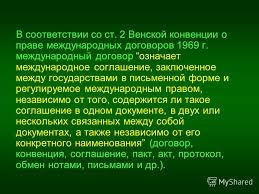 В соответствии со ст. 2 Венской конвенции о
праве международных договоров 1969 г.
международный договор "означает
международное соглашение, заключенное
между государствами в письменной форме и
регулируемое международным правом,
независимо от того, содержится ли такое
соглашение в одном документе, в двух или
нескольких связанных между собой
документах, а также независимо от его
конкретного наименования" (договор,
конвенция, соглашение, пакт, акт, протокол,
обмен нотами, письмами и др.).
MyShared